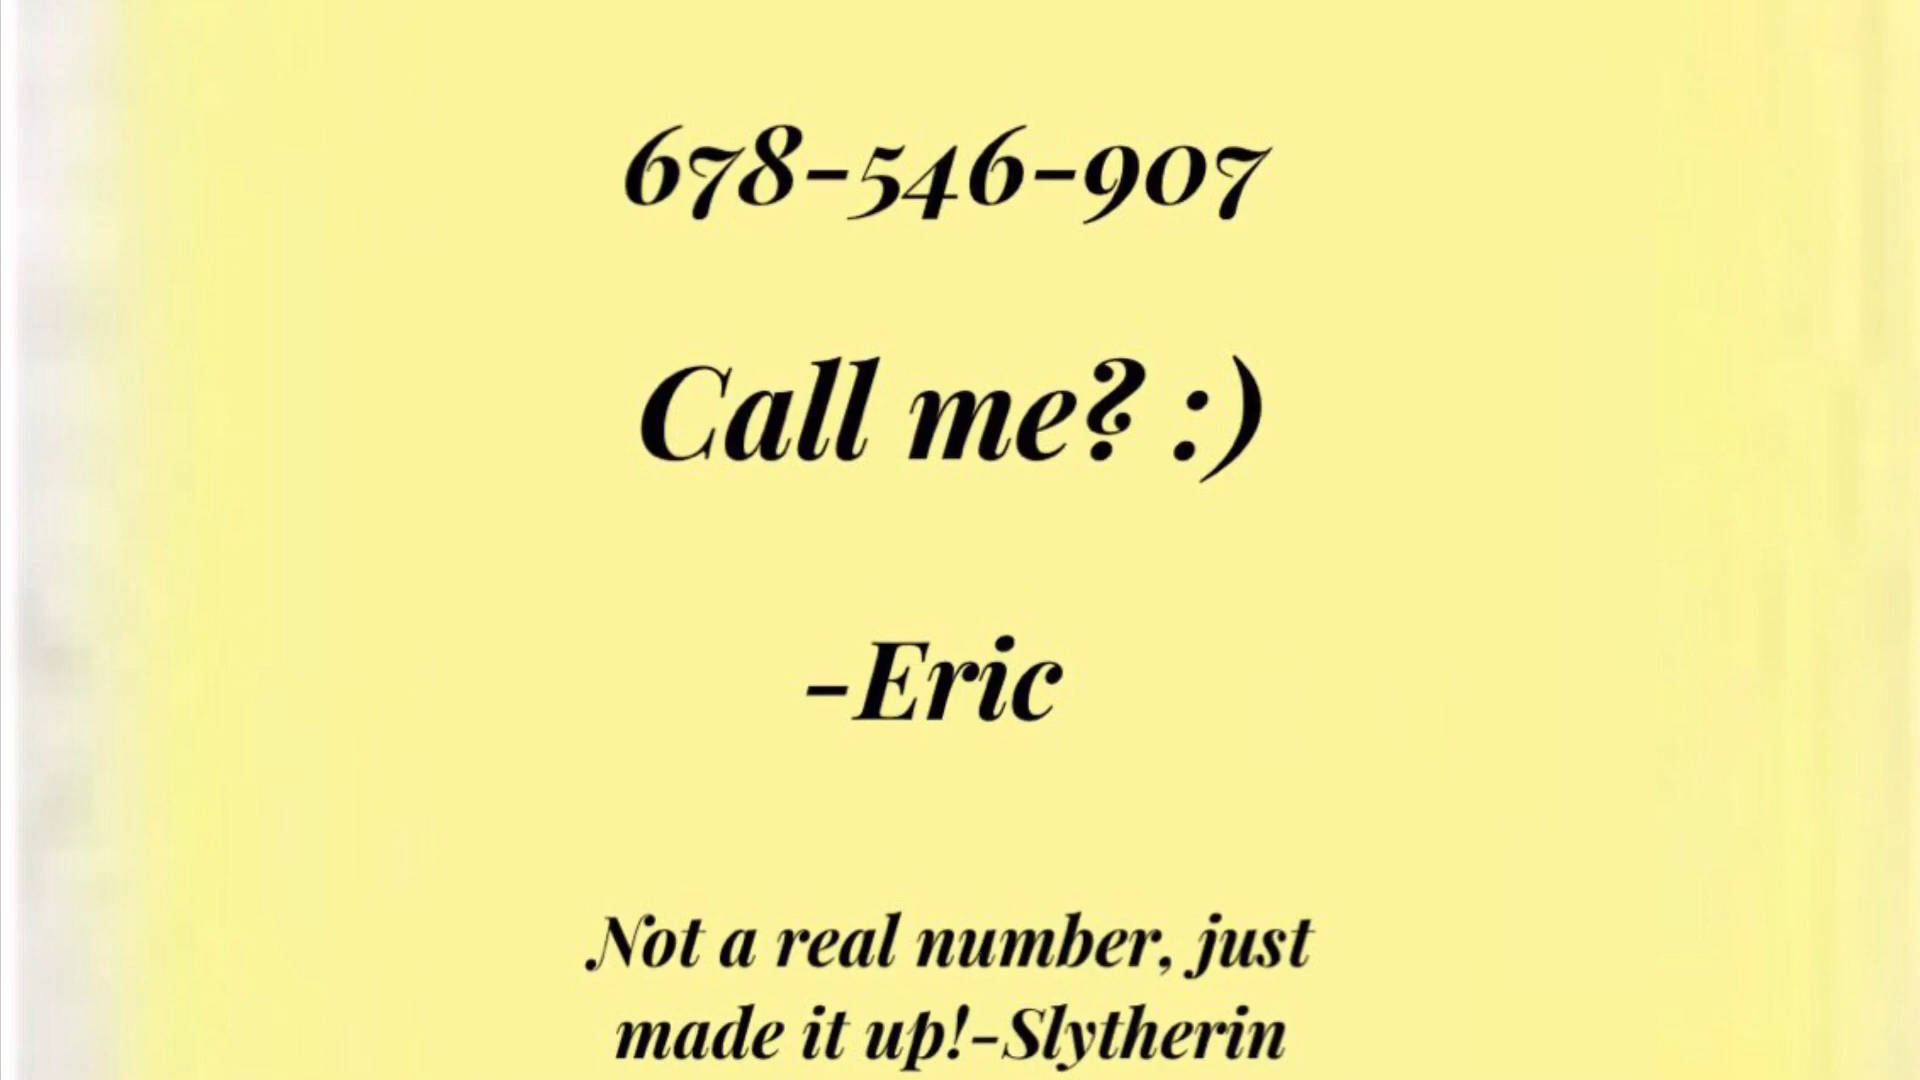 678-546-907
Call me? :)
-Eric
Not a real number, just
made it up!-Slytherin